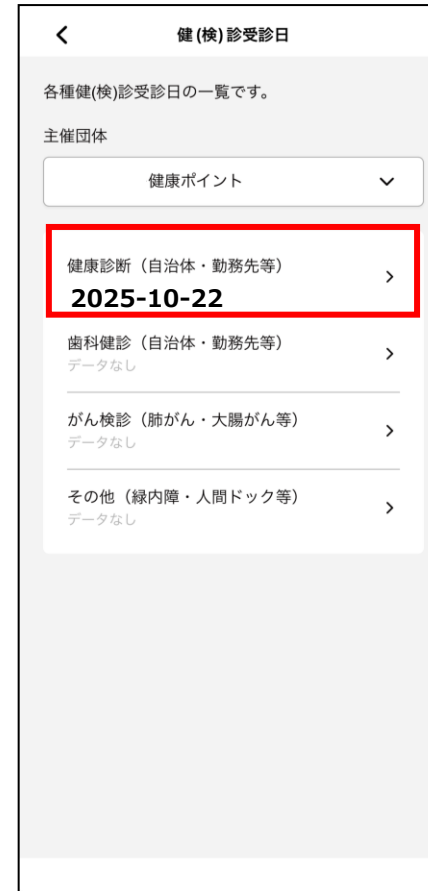 健(検)診受診日
各種健(検)診受診日の一覧です。
主催団体
健康ポイント
健康診断（自治体・勤務先等）
2025-10-22
歯科健診（自治体・勤務先等）
データなし
がん検診（肺がん・大腸がん等）
データなし
その他（緑内障・人間ドック等）
データなし